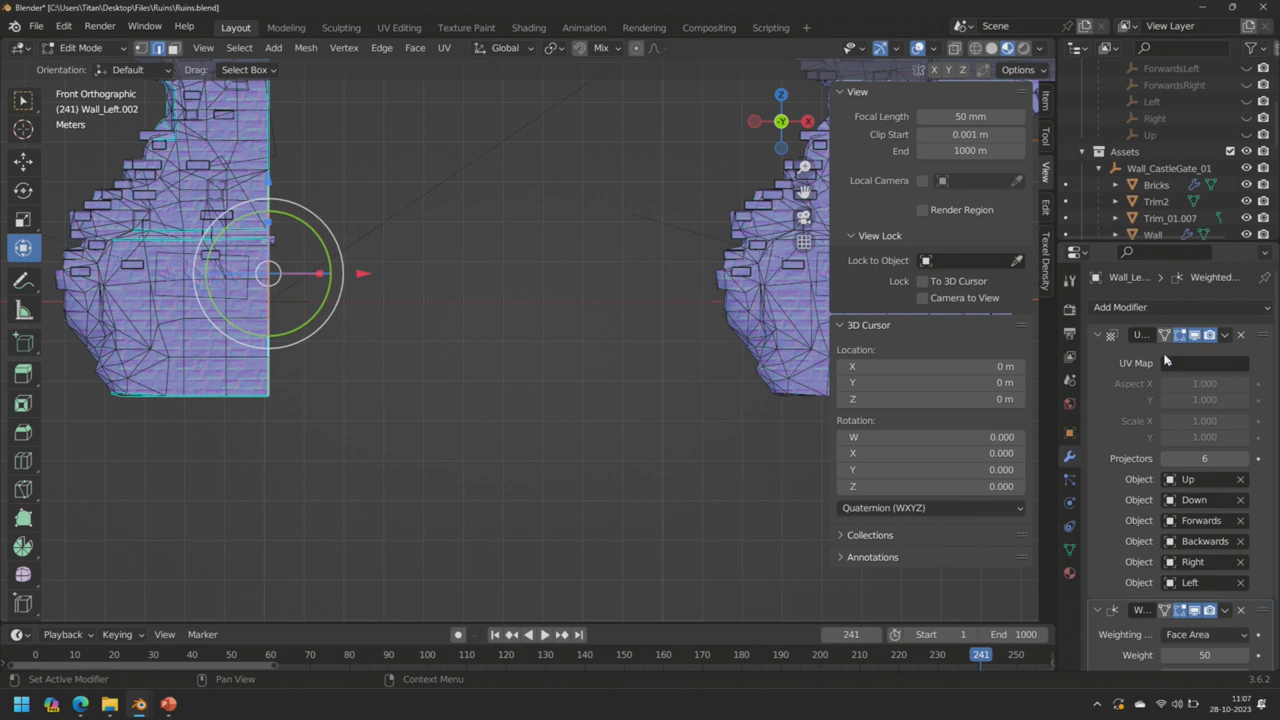 Blender* [C:\Users\Titan\Desktop\Files\Ruins\Ruins.blend]
File Edit Render Window Help Layout Modeling Sculpting UV Editing Texture Paint Shading Animation Rendering Compositing Scripting + Scene View Layer
Edit Mode View Select Add Mesh Vertex Edge Face UV Global Mix
Orientation: Default Drag: Select Box X Y Z Options
Front Orthographic
(241) Wall_Left.002
Meters
Z
X
-Y
View
Focal Length 50 mm
Clip Start 0.001 m
End 1000 m
Local Camera
Render Region
View Lock
Lock to Object
Lock To 3D Cursor
Camera to View
3D Cursor
Location:
X 0 m
Y 0 m
Z 0 m
Rotation:
W 0.000
X 0.000
Y 0.000
Z 0.000
Quaternion (WXYZ)
Collections
Annotations
Item
Tool
View
Edit
Texel Density
ForwardsLeft
ForwardsRight
Left
Right
Up
Assets
Wall_CastleGate_01
Bricks
Trim2
Trim_01.007
Wall
Wall_Le... > Weighted...
Add Modifier
U...
UV Map
Aspect X 1.000
Y 1.000
Scale X 1.000
Y 1.000
Projectors 6
Object Up
Object Down
Object Forwards
Object Backwards
Object Right
Object Left
W...
Weighting ... Face Area
Weight 50
Playback Keying View Marker 241 Start 1 End 1000
0 10 20 30 40 50 60 70 80 90 100 110 120 130 140 150 160 170 180 190 200 210 220 230 241 250
Set Active Modifier Pan View Context Menu 3.6.2
11:07
28-10-2023